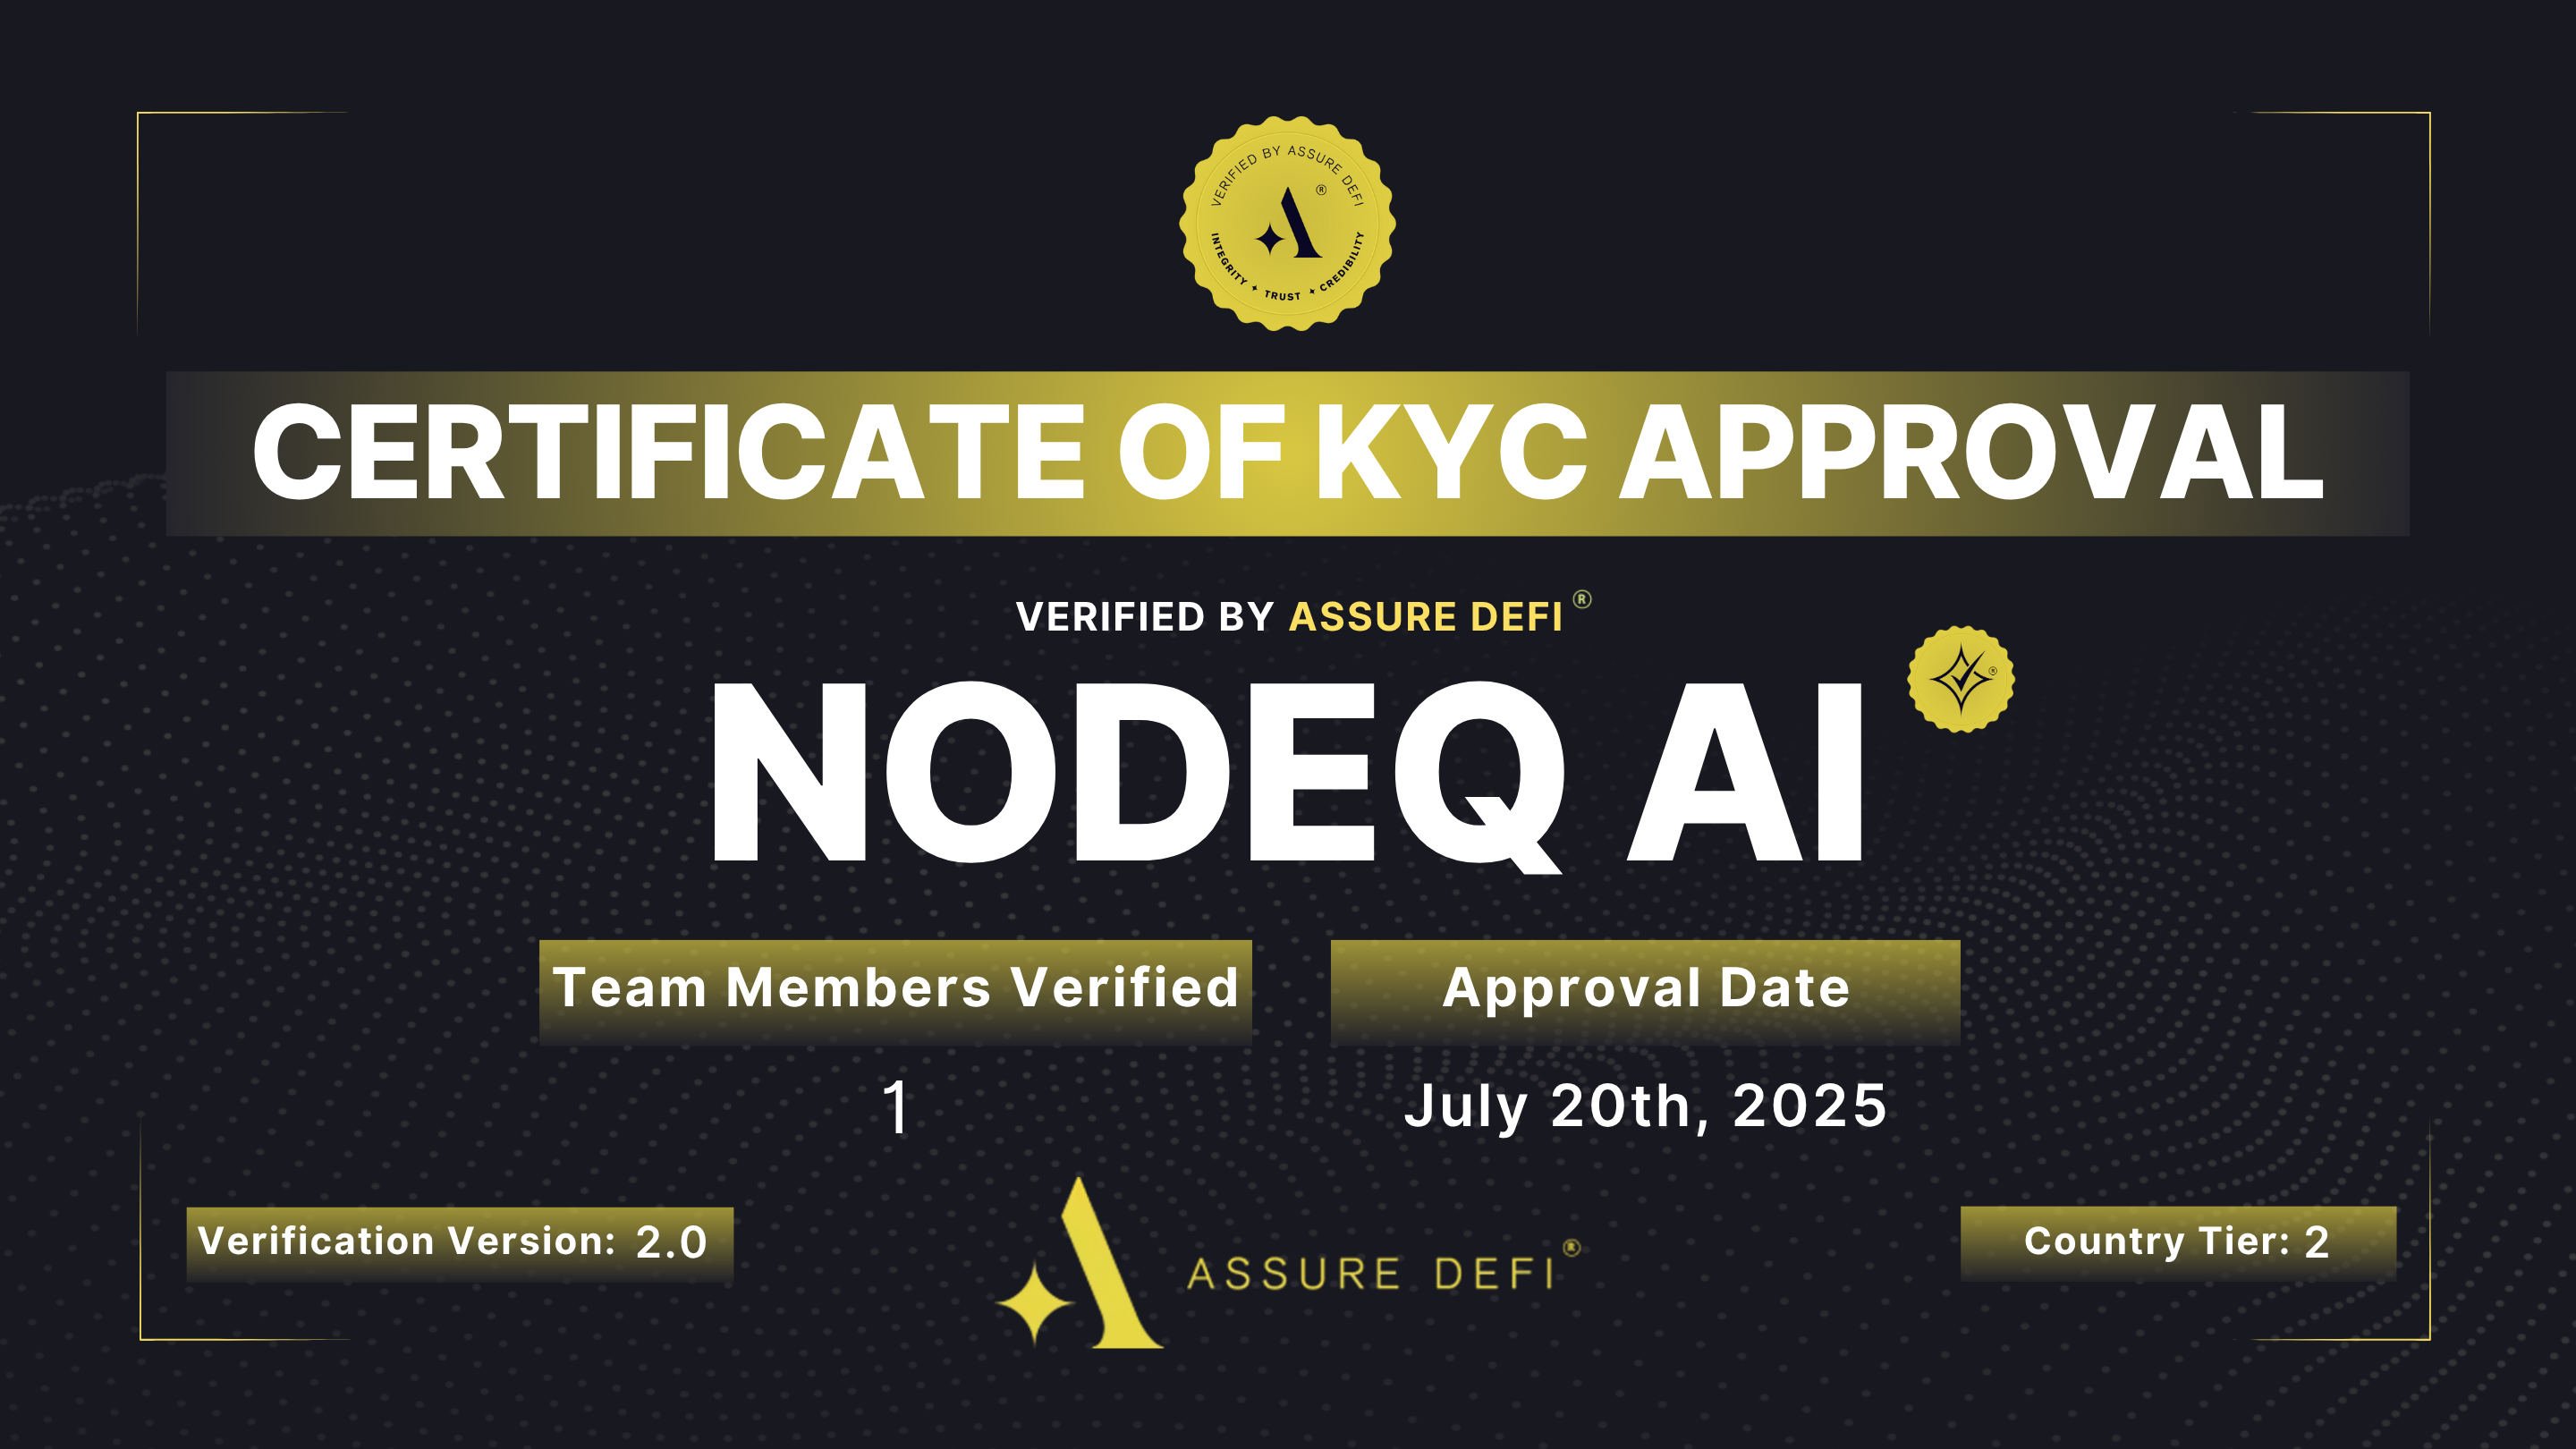 VERIFIED BY ASSURE DEFI
®
INTEGRITY ✦ TRUST ✦ CREDIBILITY
CERTIFICATE OF KYC APPROVAL
VERIFIED BY ASSURE DEFI®
NODEQ AI
®
Team Members Verified
Approval Date
1
July 20th, 2025
Verification Version: 2.0
ASSURE DEFI®
Country Tier: 2